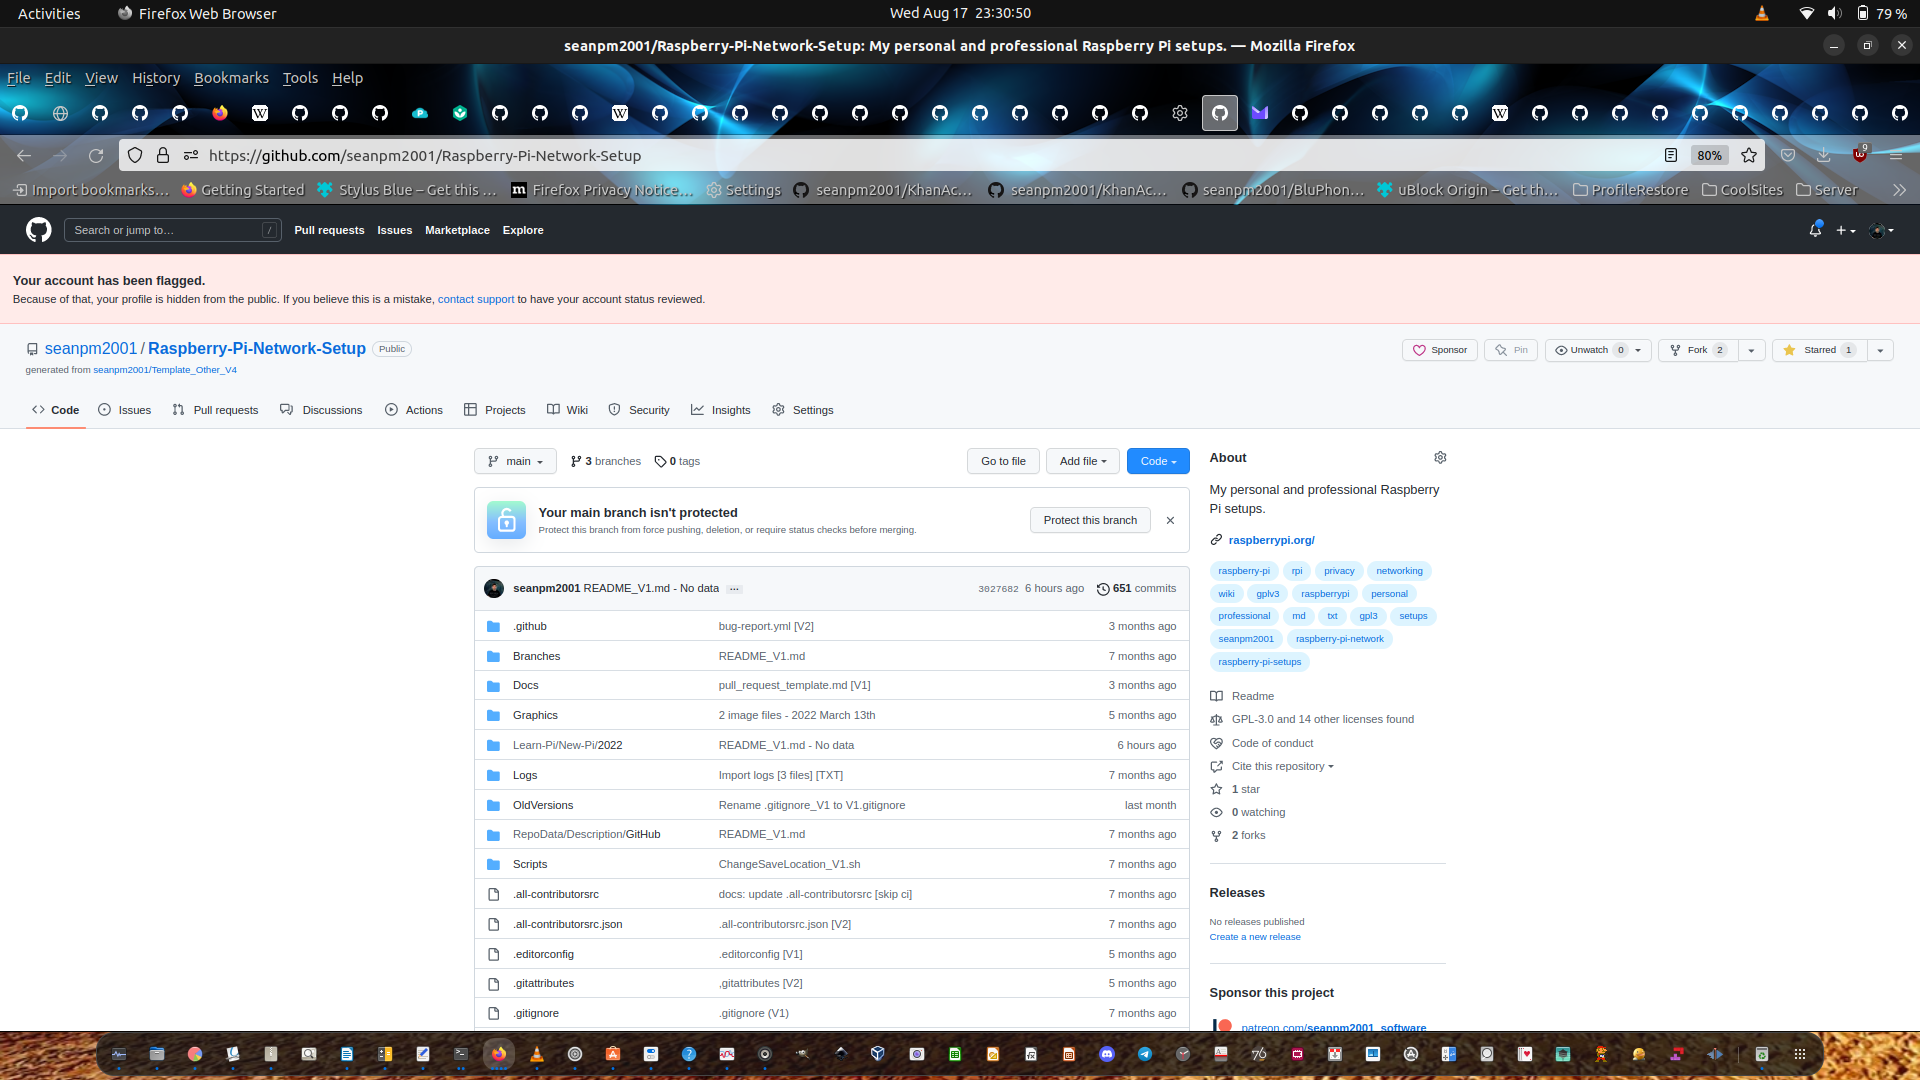 Activities Firefox Web Browser Wed Aug 17 23:30:50 79 %
seanpm2001/Raspberry-Pi-Network-Setup: My personal and professional Raspberry Pi setups. — Mozilla Firefox
File Edit View History Bookmarks Tools Help
https://github.com/seanpm2001/Raspberry-Pi-Network-Setup 80% 9
Import bookmarks… Getting Started Stylus Blue – Get this … Firefox Privacy Notice… Settings seanpm2001/KhanAc… seanpm2001/KhanAc… seanpm2001/BluPhon… uBlock Origin – Get th… ProfileRestore CoolSites Server
Search or jump to… / Pull requests Issues Marketplace Explore
Your account has been flagged.
Because of that, your profile is hidden from the public. If you believe this is a mistake, contact support to have your account status reviewed.
seanpm2001 / Raspberry-Pi-Network-Setup Public
Sponsor Pin Unwatch 0 Fork 2 Starred 1
generated from seanpm2001/Template_Other_V4
Code Issues Pull requests Discussions Actions Projects Wiki Security Insights Settings
main 3 branches 0 tags Go to file Add file Code
Your main branch isn't protected
Protect this branch from force pushing, deletion, or require status checks before merging.
Protect this branch
seanpm2001 README_V1.md - No data ... 3027682 6 hours ago 651 commits
.github bug-report.yml [V2] 3 months ago
Branches README_V1.md 7 months ago
Docs pull_request_template.md [V1] 3 months ago
Graphics 2 image files - 2022 March 13th 5 months ago
Learn-Pi/New-Pi/2022 README_V1.md - No data 6 hours ago
Logs Import logs [3 files] [TXT] 7 months ago
OldVersions Rename .gitignore_V1 to V1.gitignore last month
RepoData/Description/GitHub README_V1.md 7 months ago
Scripts ChangeSaveLocation_V1.sh 7 months ago
.all-contributorsrc docs: update .all-contributorsrc [skip ci] 7 months ago
.all-contributorsrc.json .all-contributorsrc.json [V2] 7 months ago
.editorconfig .editorconfig [V1] 5 months ago
.gitattributes ,gitattributes [V2] 5 months ago
.gitignore .gitignore (V1) 7 months ago
About
My personal and professional Raspberry
Pi setups.
raspberrypi.org/
raspberry-pi rpi privacy networking
wiki gplv3 raspberrypi personal
professional md txt gpl3 setups
seanpm2001 raspberry-pi-network
raspberry-pi-setups
Readme
GPL-3.0 and 14 other licenses found
Code of conduct
Cite this repository
1 star
0 watching
2 forks
Releases
No releases published
Create a new release
Sponsor this project
patreon.com/seanpm2001_software